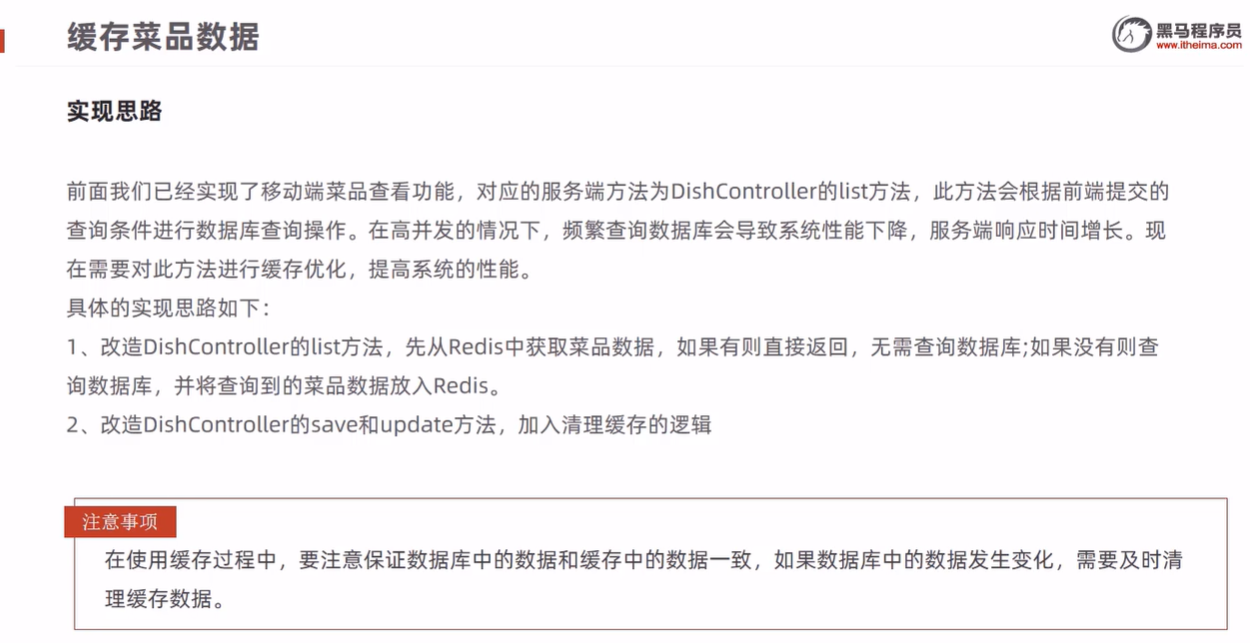 缓存菜品数据
黑马程序员
www.itheima.com
实现思路
前面我们已经实现了移动端菜品查看功能，对应的服务端方法为DishController的list方法，此方法会根据前端提交的
查询条件进行数据库查询操作。在高并发的情况下，频繁查询数据库会导致系统性能下降，服务端响应时间增长。现
在需要对此方法进行缓存优化，提高系统的性能。
具体的实现思路如下：
1、改造DishController的list方法，先从Redis中获取菜品数据，如果有则直接返回，无需查询数据库;如果没有则查
询数据库，并将查询到的菜品数据放入Redis。
2、改造DishController的save和update方法，加入清理缓存的逻辑
注意事项
在使用缓存过程中，要注意保证数据库中的数据和缓存中的数据一致，如果数据库中的数据发生变化，需要及时清
理缓存数据。